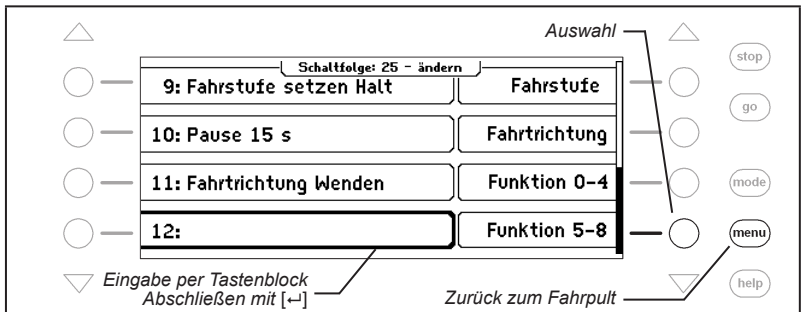 Auswahl
Schaltfolge: 25 - ändern
stop
9: Fahrstufe setzen Halt
Fahrstufe
go
10: Pause 15 s
Fahrtrichtung
11: Fahrtrichtung Wenden
Funktion 0-4
mode
12:
Funktion 5-8
menu
Eingabe per Tastenblock
Abschließen mit [↵]
Zurück zum Fahrpult
help